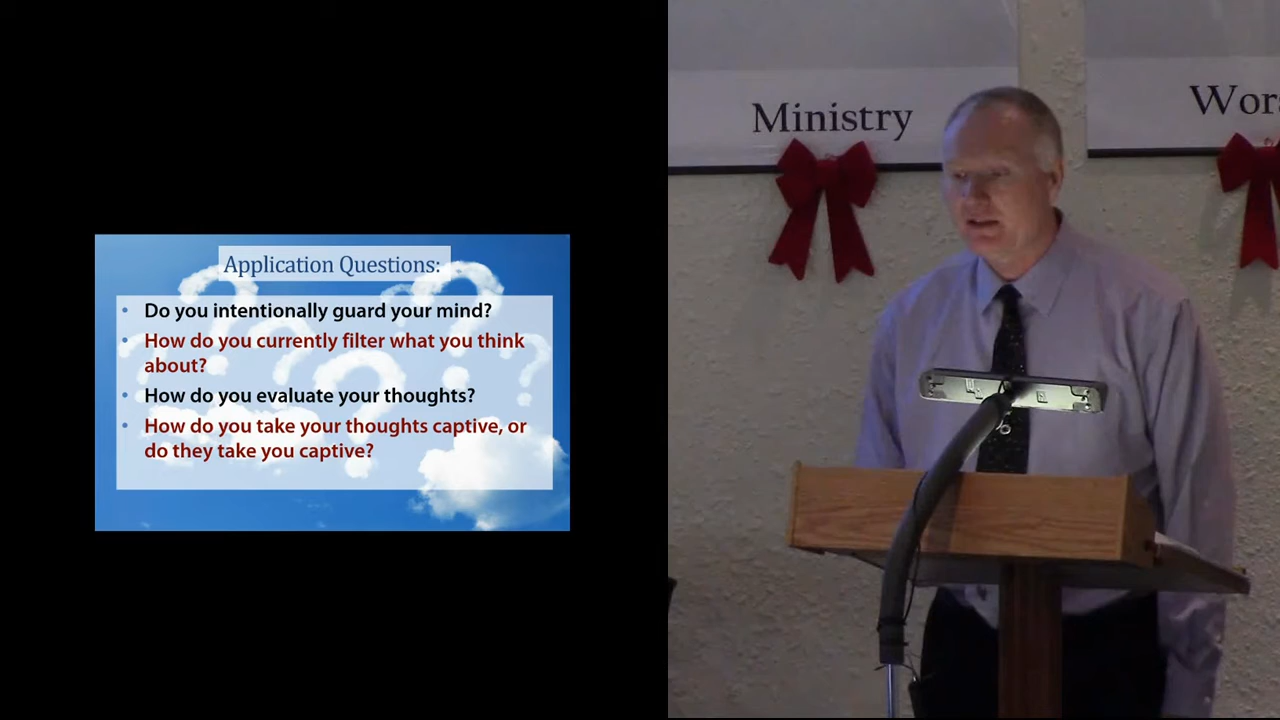 Application Questions:
• Do you intentionally guard your mind?
• How do you currently filter what you think
about?
• How do you evaluate your thoughts?
• How do you take your thoughts captive, or
do they take you captive?
Ministry